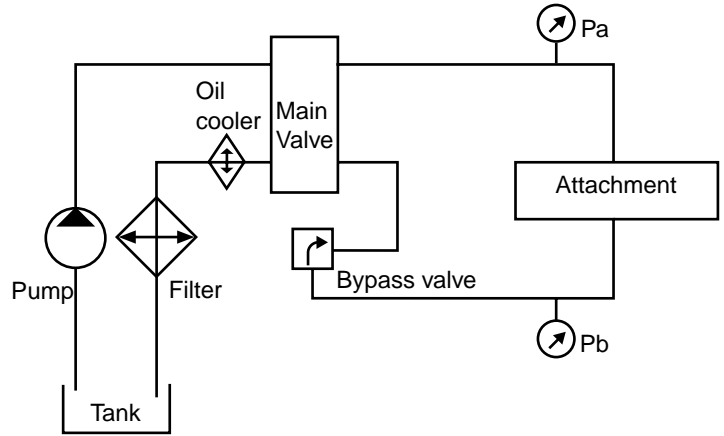 Pa
Oil
cooler
Main
Valve
Attachment
Pump
Filter
Bypass valve
Pb
Tank